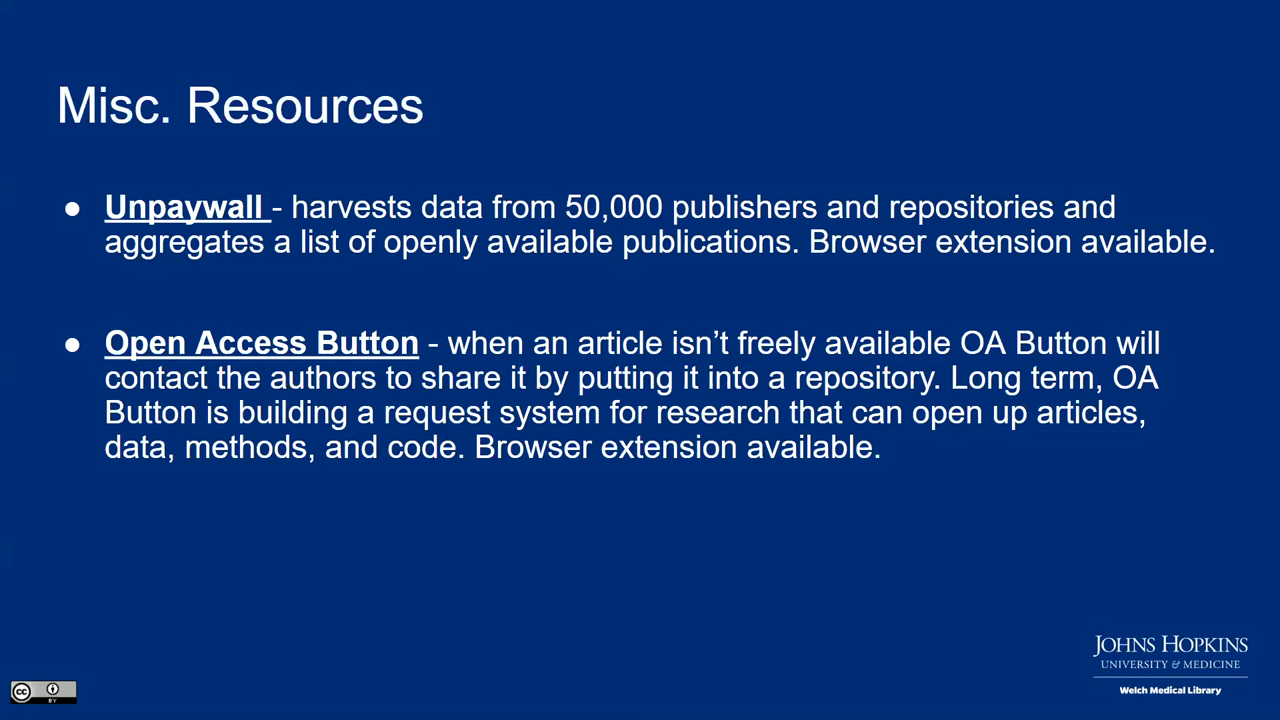 Misc. Resources
● Unpaywall - harvests data from 50,000 publishers and repositories and
aggregates a list of openly available publications. Browser extension available.
● Open Access Button - when an article isn’t freely available OA Button will
contact the authors to share it by putting it into a repository. Long term, OA
Button is building a request system for research that can open up articles,
data, methods, and code. Browser extension available.
JOHNS HOPKINS
UNIVERSITY & MEDICINE
Welch Medical Library
cc
BY